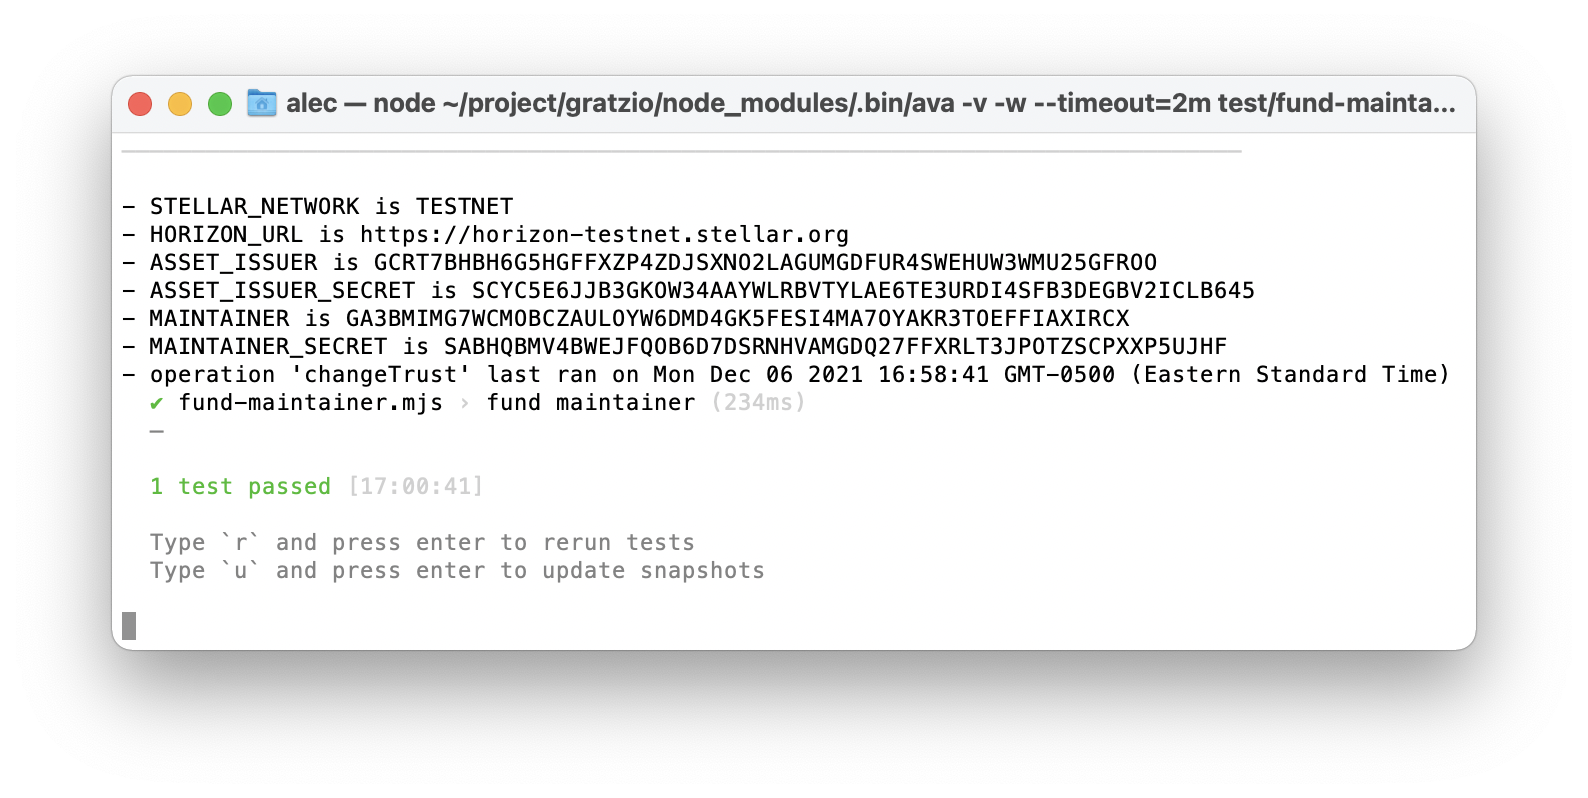 alec — node ~/project/gratzio/node_modules/.bin/ava -v -w --timeout=2m test/fund-mainta...
- STELLAR_NETWORK is TESTNET
- HORIZON_URL is https://horizon-testnet.stellar.org
- ASSET_ISSUER is GCRT7BHBH6G5HGFFXZP4ZDJSXNO2LAGUMGDFUR4SWEHUW3WMU25GFROO
- ASSET_ISSUER_SECRET is SCYC5E6JJB3GKOW34AAYWLRBVTYLAE6TE3URDI4SFB3DEGBV2ICLB645
- MAINTAINER is GA3BMIMG7WCMOBCZAULOYW6DMD4GK5FESI4MA7OYAKR3TOEFFIAXIRCX
- MAINTAINER_SECRET is SABHQBMV4BWEJFQOB6D7DSRNHVAMGDQ27FFXRLT3JPOTZSCPXXP5UJHF
- operation 'changeTrust' last ran on Mon Dec 06 2021 16:58:41 GMT-0500 (Eastern Standard Time)
✔ fund-maintainer.mjs › fund maintainer (234ms)
─
1 test passed [17:00:41]
Type `r` and press enter to rerun tests
Type `u` and press enter to update snapshots